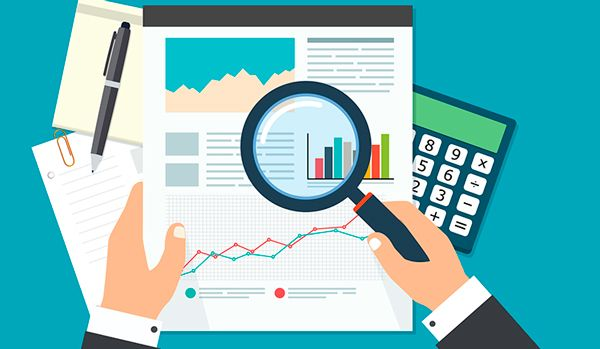 8 9 ×
5 6 ÷
2 3 -
= +